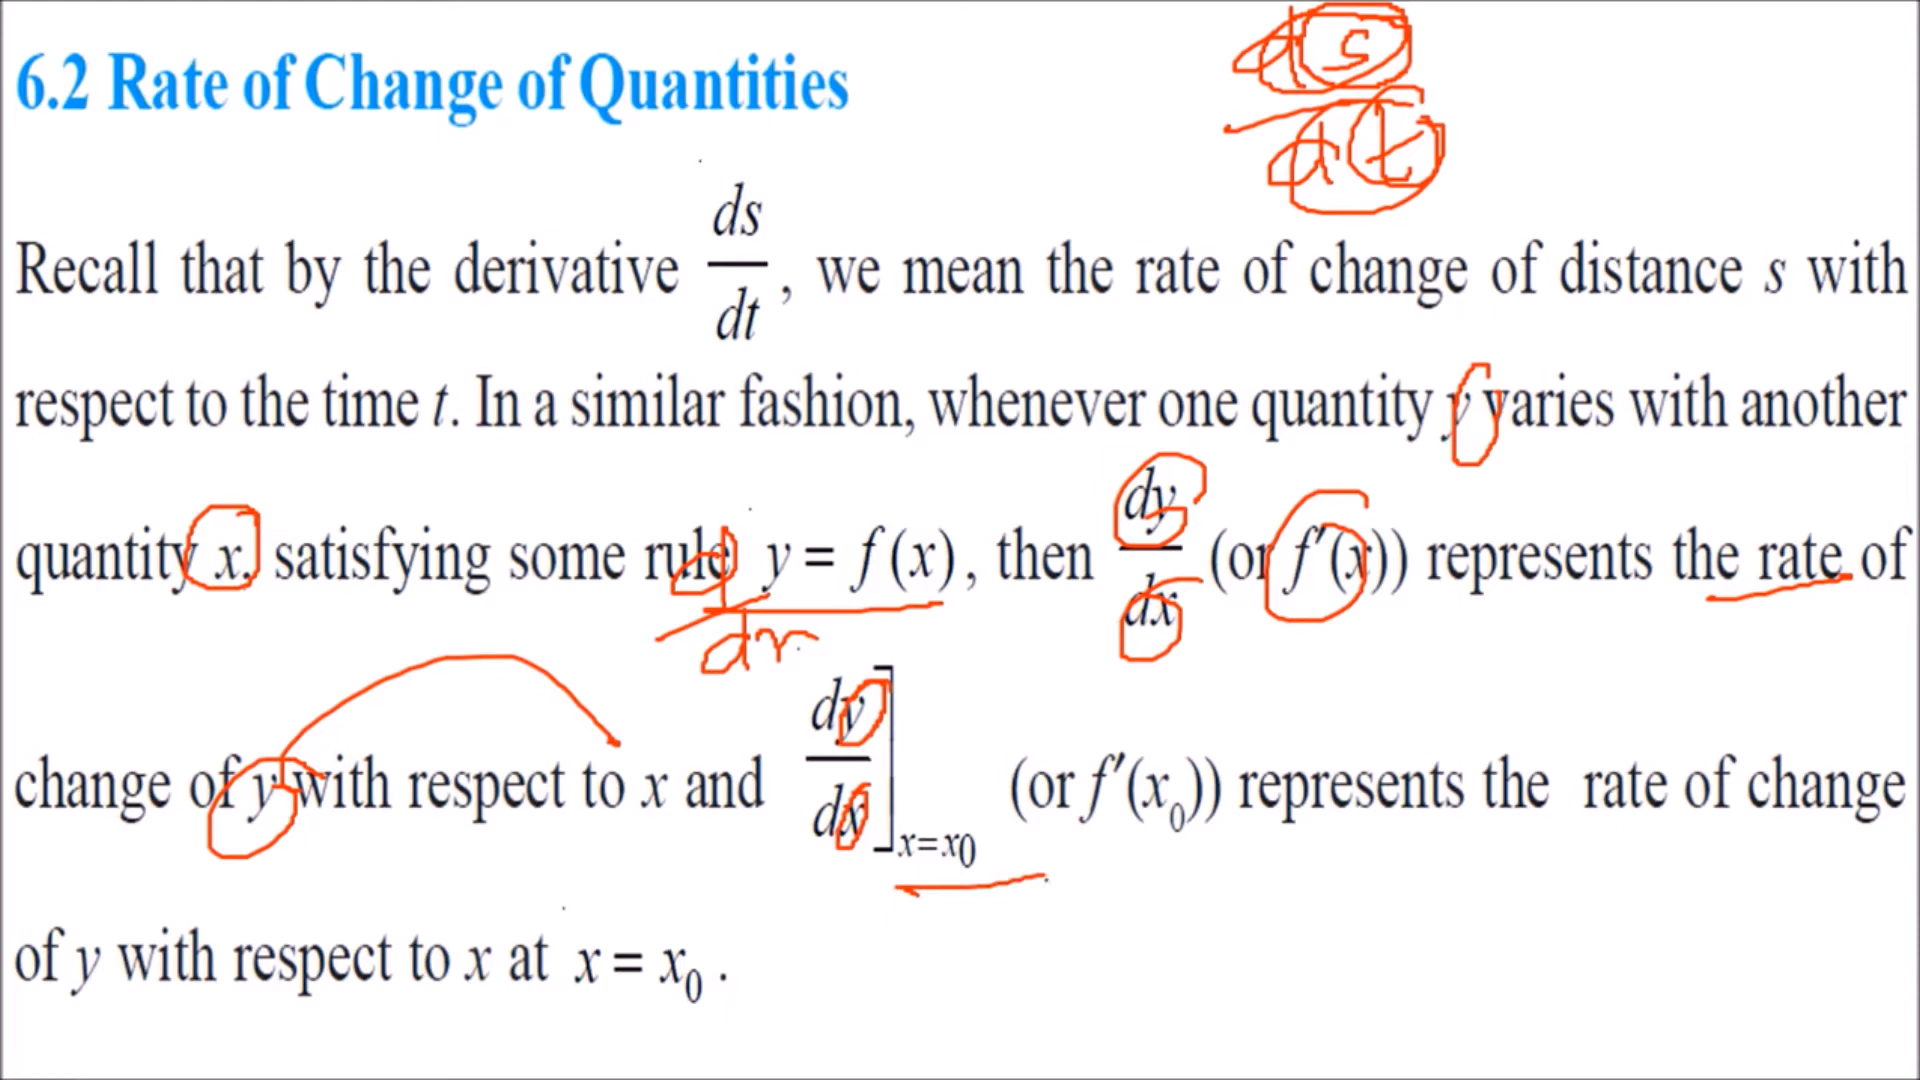 6.2 Rate of Change of Quantities
ds
dt
Recall that by the derivative ds/dt, we mean the rate of change of distance s with
respect to the time t. In a similar fashion, whenever one quantity y varies with another
quantity x, satisfying some rule y = f(x), then dy/dx (or f′(x)) represents the rate of
d
change of y with respect to x and dy/dx]x=x₀ (or f′(x₀)) represents the rate of change
of y with respect to x at x = x₀.